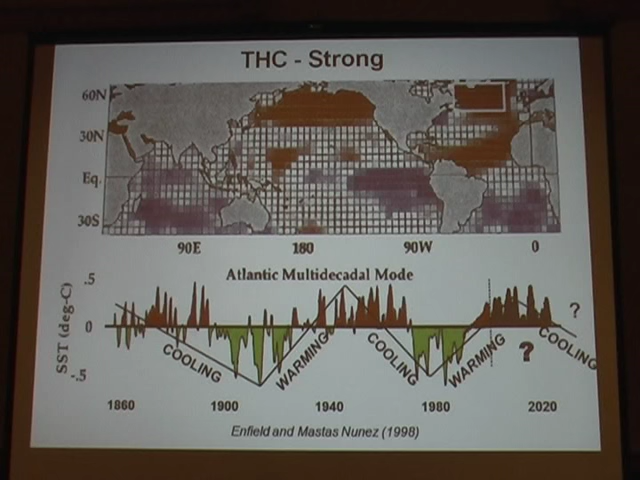 THC - Strong
60N
30N
Eq.
30S
90E 180 90W 0
Atlantic Multidecadal Mode
SST (deg-C)
.5
0
-.5
COOLING
WARMING
COOLING
WARMING
?
COOLING
?
1860 1900 1940 1980 2020
Enfield and Mastas Nunez (1998)